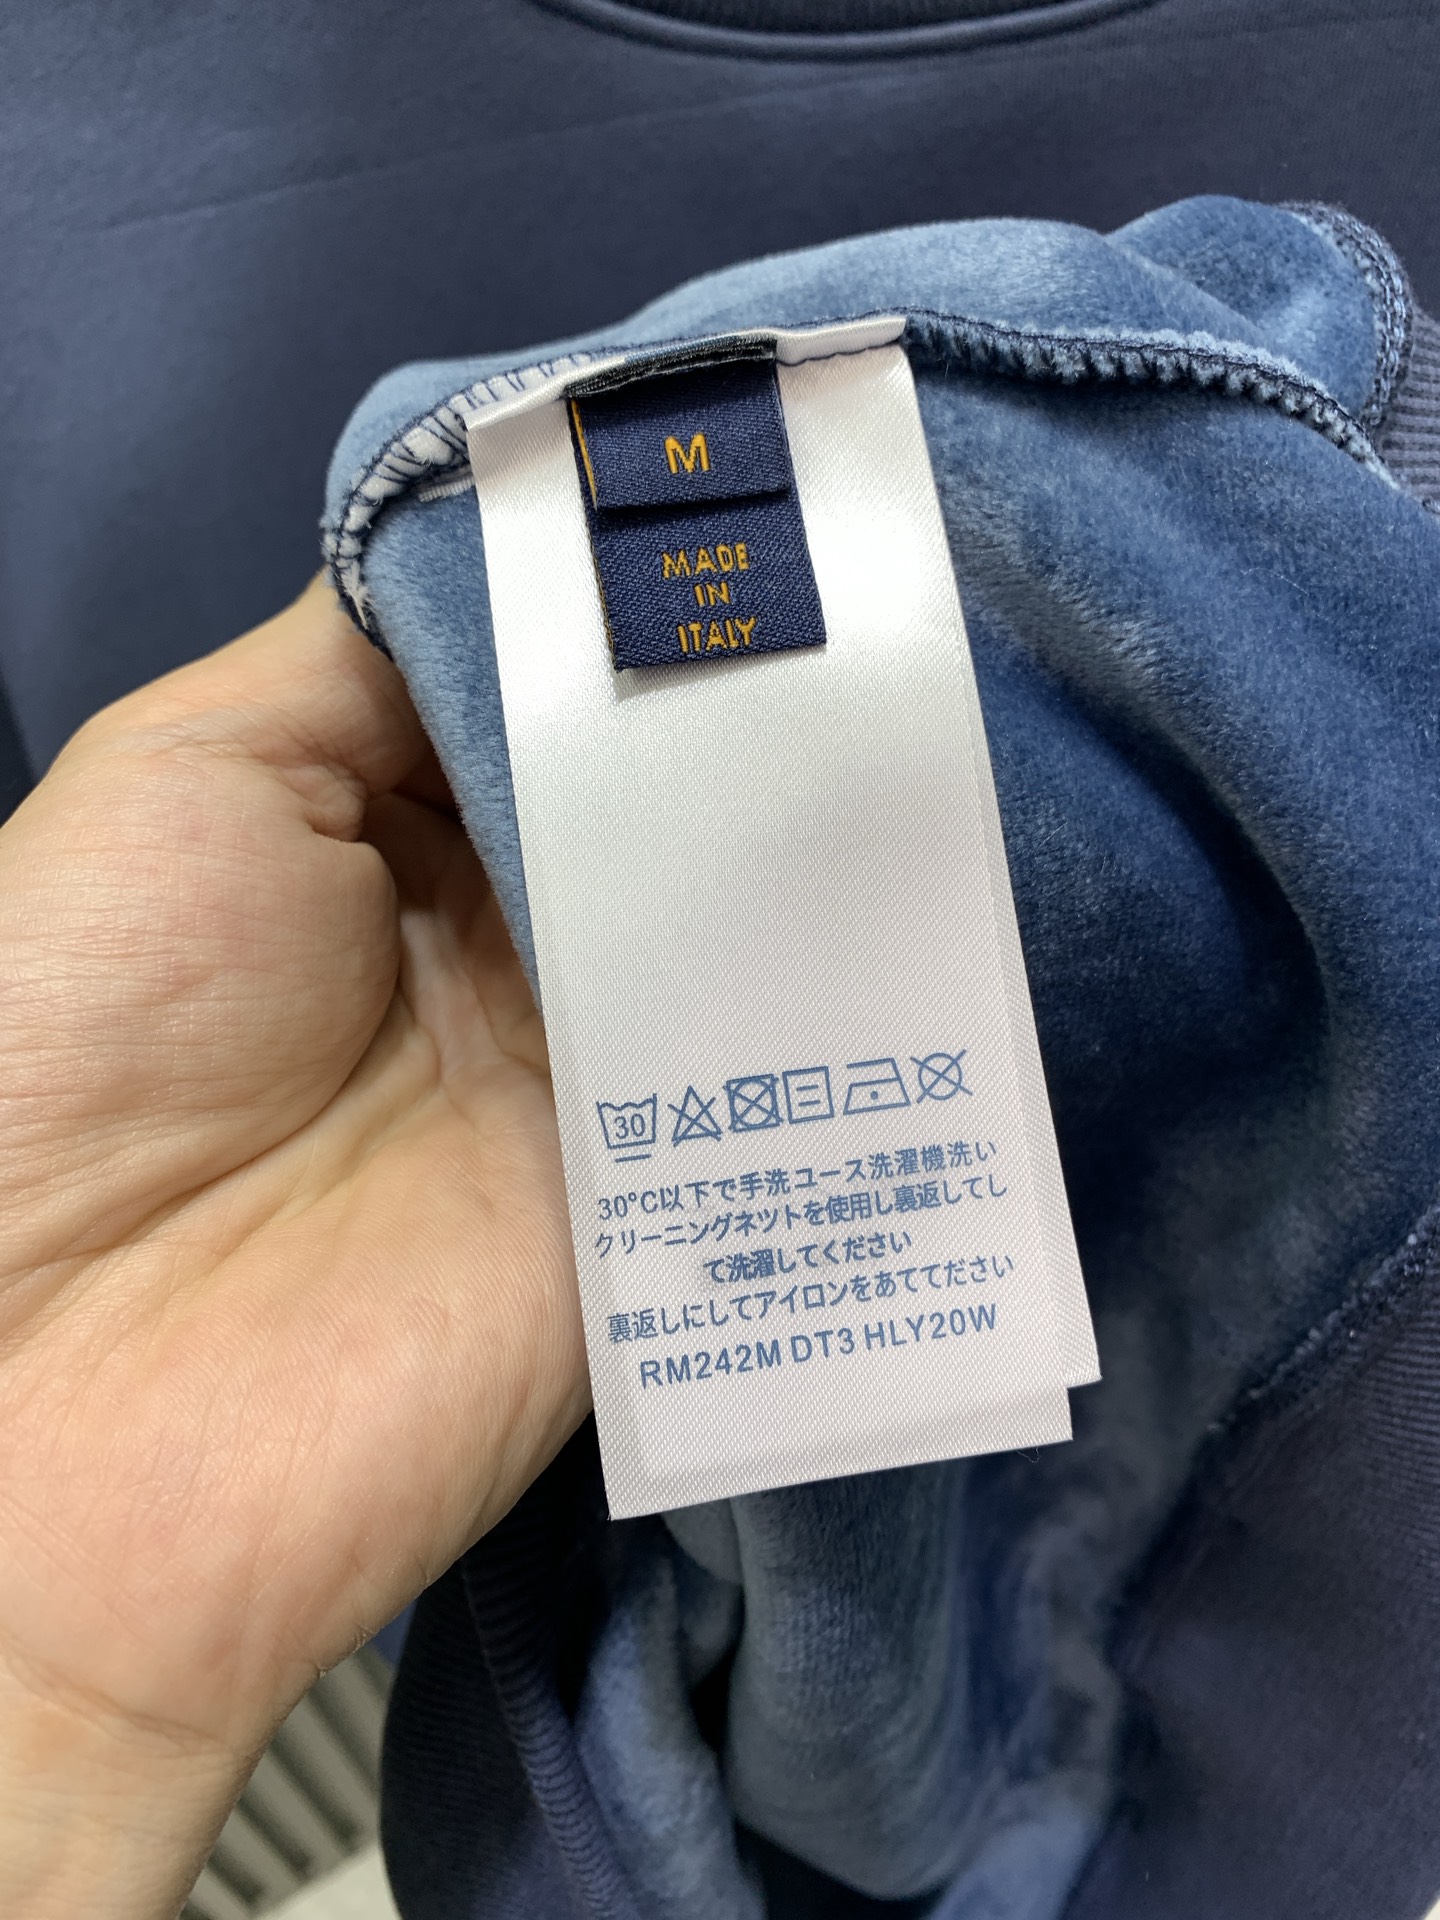 M
MADE
IN
ITALY
30
30°C以下で手洗ユース洗濯機洗い
クリーニングネツトを使用し裏返してし
て洗濯してください
裏返しにしてアイロンをあててださい
RM242M DT3 HLY20W